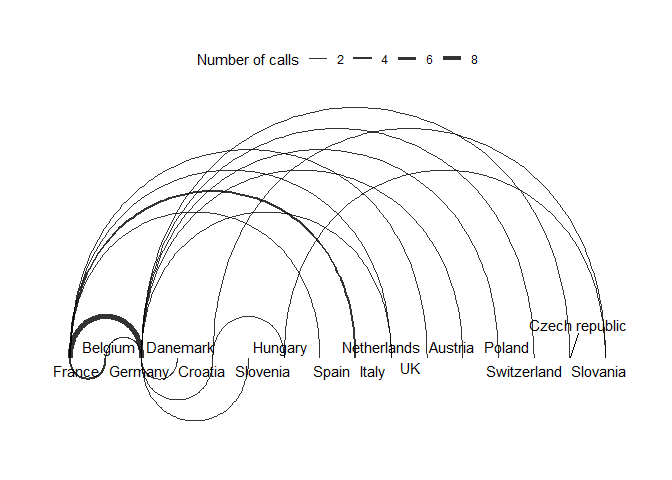 Number of calls 2 4 6 8
Czech republic
Belgium Danemark Hungary Netherlands Austria Poland
France Germany Croatia Slovenia Spain Italy UK Switzerland Slovania